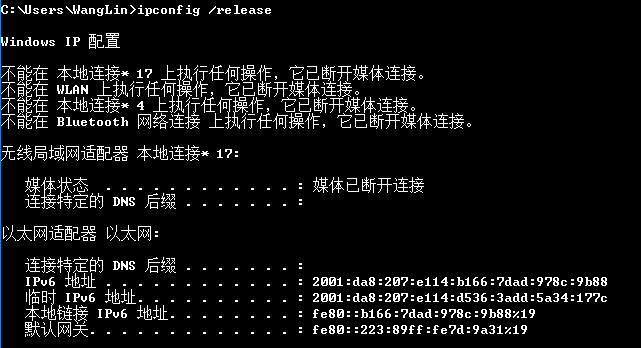 C:\Users\WangLin>ipconfig /release
Windows IP 配置
不能在 本地连接* 17 上执行任何操作，它已断开媒体连接。
不能在 WLAN 上执行任何操作，它已断开媒体连接。
不能在 本地连接* 4 上执行任何操作，它已断开媒体连接。
不能在 Bluetooth 网络连接 上执行任何操作，它已断开媒体连接。
无线局域网适配器 本地连接* 17:
媒体状态 . . . . . . . . . . . . : 媒体已断开连接
连接特定的 DNS 后缀 . . . . . . . :
以太网适配器 以太网:
连接特定的 DNS 后缀 . . . . . . . :
IPv6 地址 . . . . . . . . . . . . : 2001:da8:207:e114:b166:7dad:978c:9b88
临时 IPv6 地址. . . . . . . . . . : 2001:da8:207:e114:d536:3add:5a34:177c
本地链接 IPv6 地址. . . . . . . . : fe80::b166:7dad:978c:9b88%19
默认网关. . . . . . . . . . . . . : fe80::223:89ff:fe7d:9a31%19